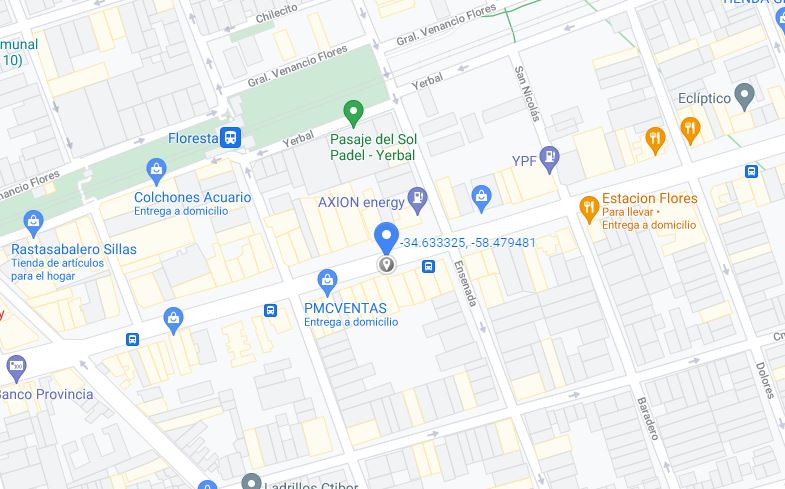 TIENDA
Chilecito
Gral. Venancio Flores
munal
10)
Gral. Venancio Flores
Yerbal
San Nicolás
Eclíptico
Floresta
Yerbal
Pasaje del Sol
Padel - Yerbal
YPF
Venancio Flores
Colchones Acuario
Entrega a domicilio
AXION energy
Estacion Flores
Para llevar •
Entrega a domicilio
Rastasabalero Sillas
Tienda de artículos
para el hogar
-34.633325, -58.479481
Ensenada
PMCVENTAS
Entrega a domicilio
Banco Provincia
Dolores
Baradero
Ladrillos Ctibor